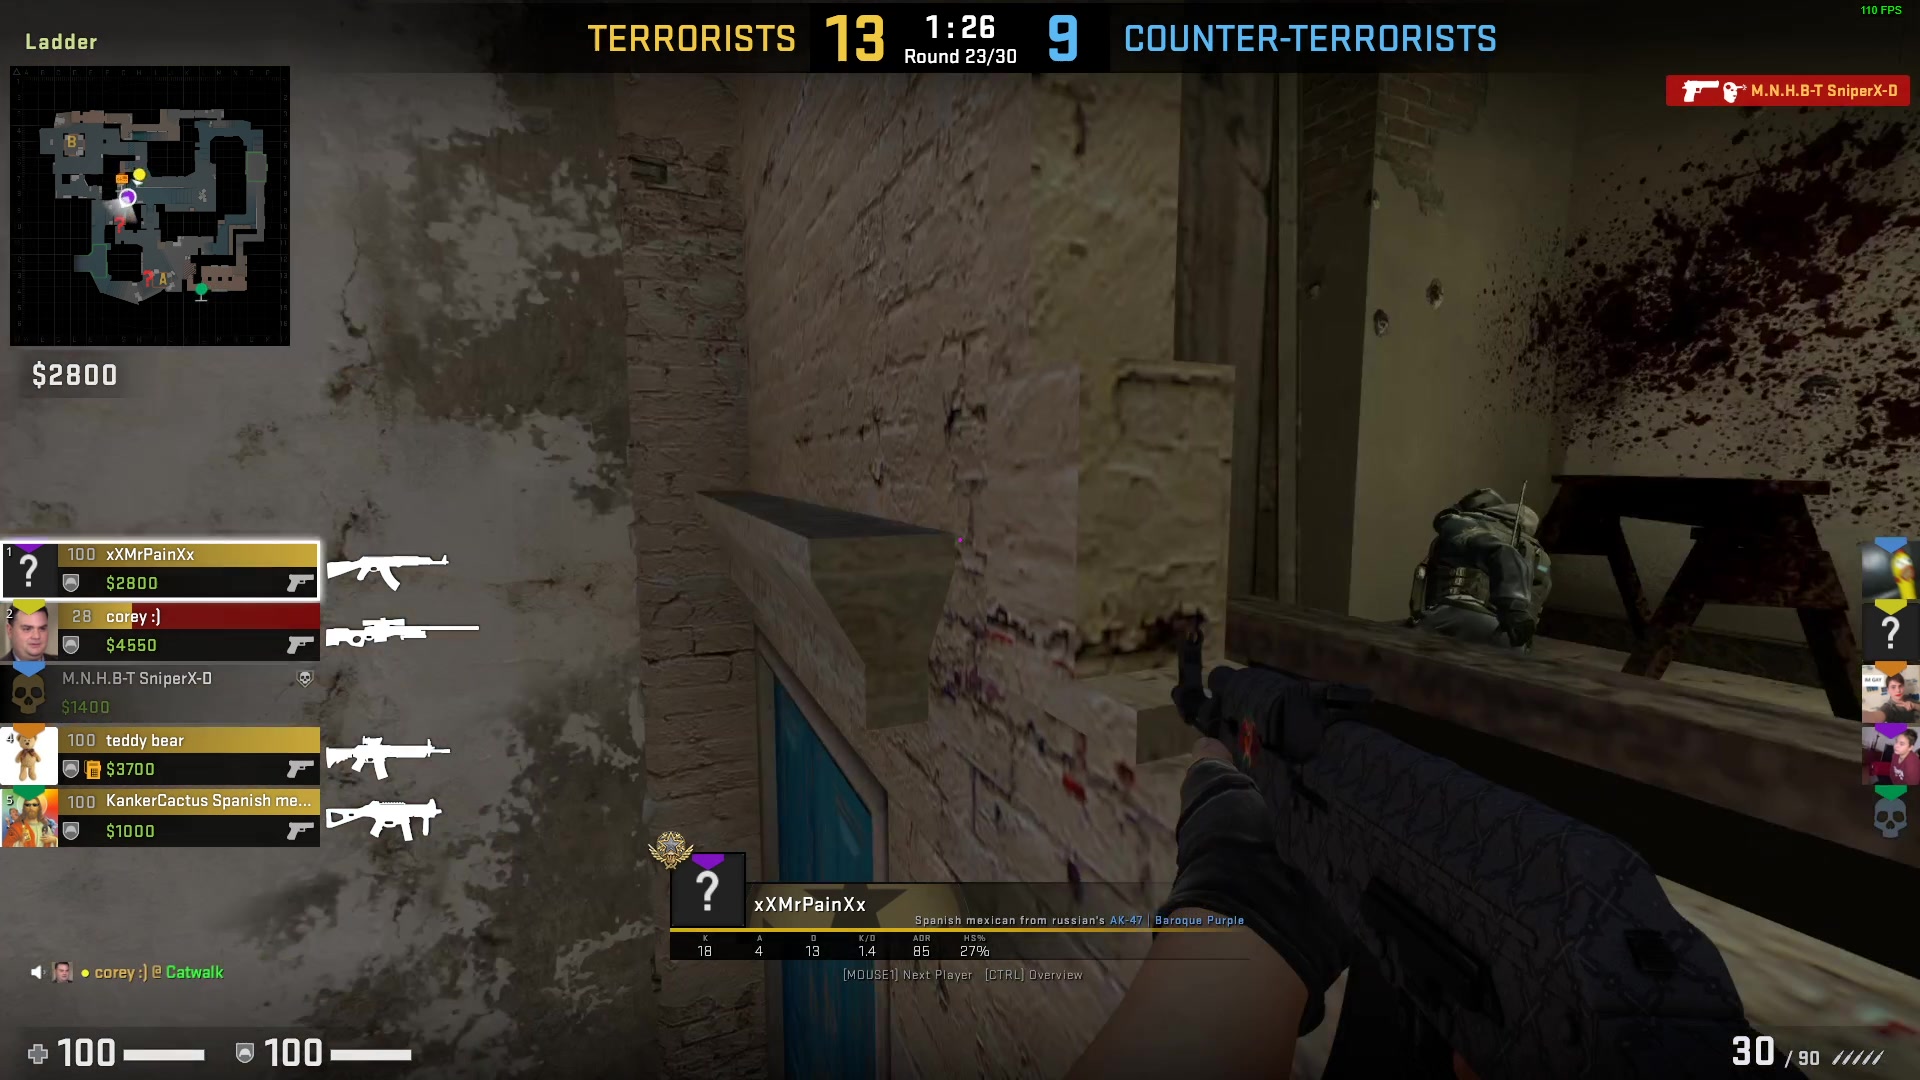 110 FPS
TERRORISTS 13 1:26 9 COUNTER-TERRORISTS
Round 23/30
Ladder
M.N.H.B-T SniperX-D
B
A
$2800
1 100 xXMrPainXx
$2800
2 28 corey :)
$4550
M.N.H.B-T SniperX-D
$1400
4 100 teddy bear
$3700
5 100 KankerCactus Spanish me...
$1000
xXMrPainXx
Spanish mexican from russian's AK-47 | Baroque Purple
K A D K/D ADR HS%
18 4 13 1.4 85 27%
[MOUSE1] Next Player [CTRL] Overview
corey :) @ Catwalk
100 100
30 / 90